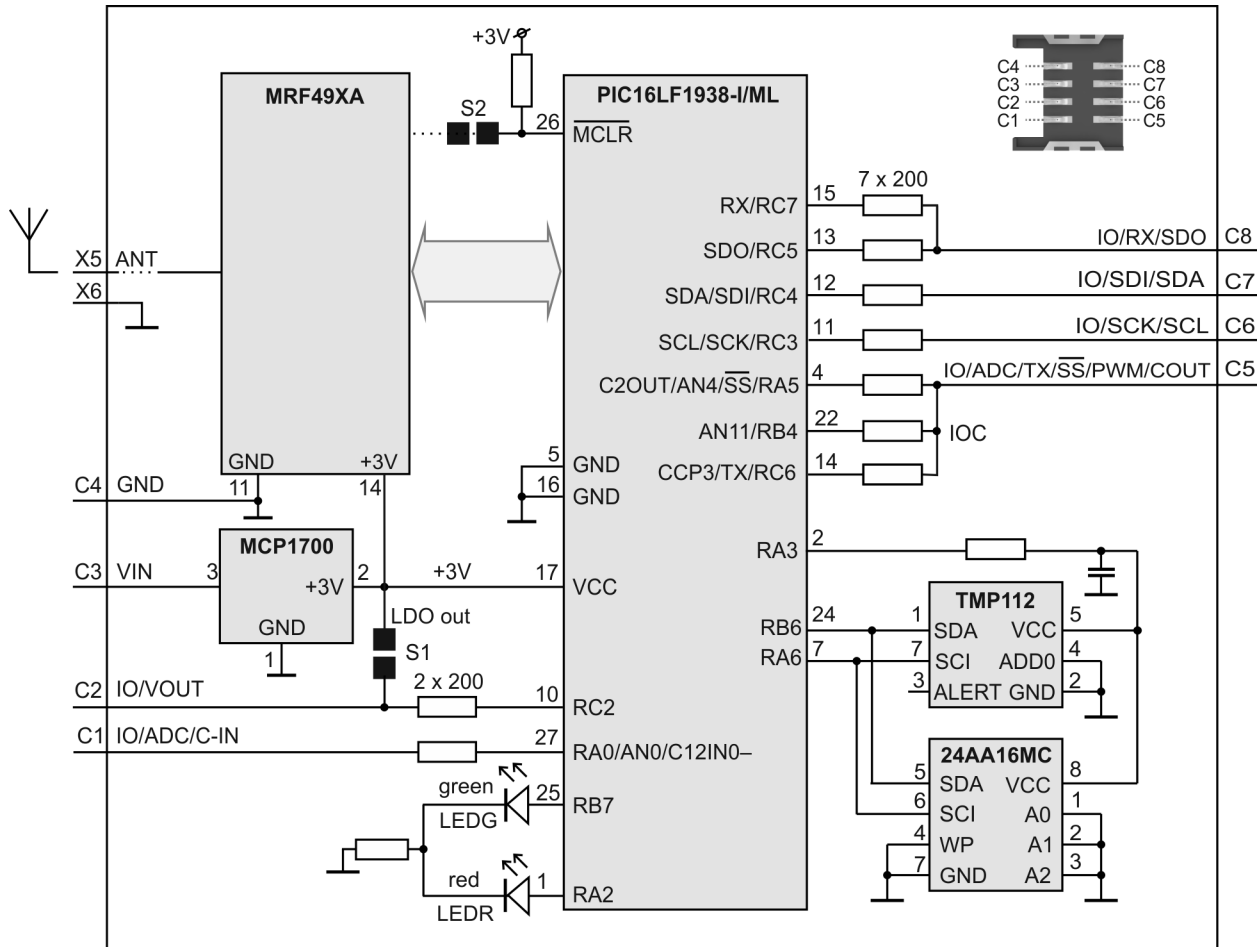 +3V
MRF49XA
S2
PIC16LF1938-I/ML
C4 C8
C3 C7
C2 C6
C1 C5
26 MCLR
7 x 200
RX/RC7 15
SDO/RC5 13 IO/RX/SDO C8
SDA/SDI/RC4 12 IO/SDI/SDA C7
SCL/SCK/RC3 11 IO/SCK/SCL C6
C2OUT/AN4/SS/RA5 4 IO/ADC/TX/SS/PWM/COUT C5
AN11/RB4 22 IOC
CCP3/TX/RC6 14
X5 ANT
X6
GND +3V
11 14
5 GND
16 GND
C4 GND
MCP1700
C3 VIN 3 +3V 2 +3V 17 VCC
GND
1
LDO out
S1
RA3 2
TMP112
RB6 24 1 SDA VCC 5
RA6 7 7 SCI ADD0 4
3 ALERT GND 2
C2 IO/VOUT 2 x 200 10 RC2
C1 IO/ADC/C-IN 27 RA0/AN0/C12IN0–
24AA16MC
5 SDA VCC 8
6 SCI A0 1
4 WP A1 2
7 GND A2 3
green
LEDG
25 RB7
red
LEDR
1 RA2